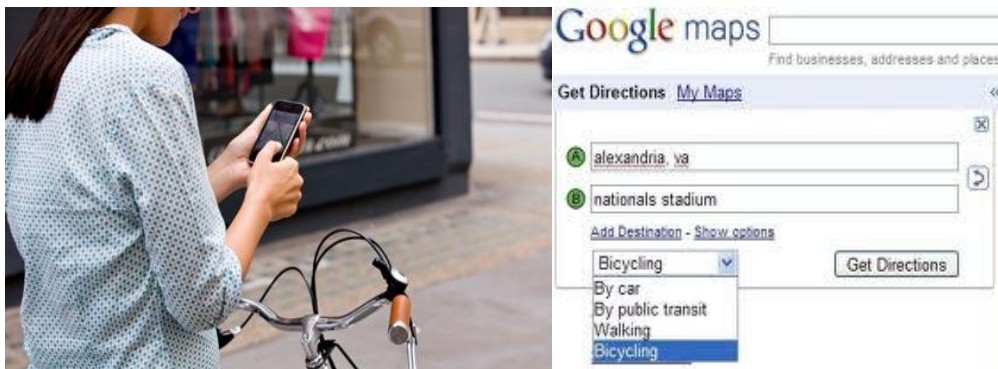 Google maps
Find businesses, addresses and places
Get Directions My Maps
A alexandria, va
B nationals stadium
Add Destination - Show options
Bicycling
Get Directions
By car
By public transit
Walking
Bicycling